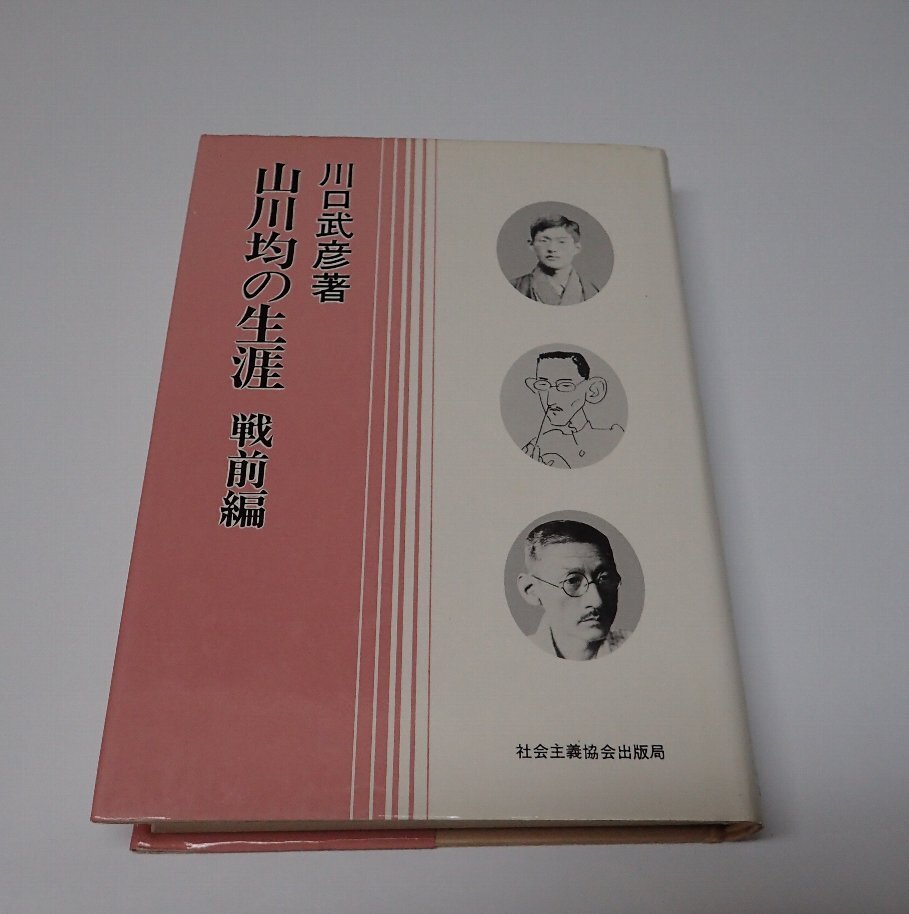 川口武彦著
山川均の生涯 戦前編
社会主義協会出版局